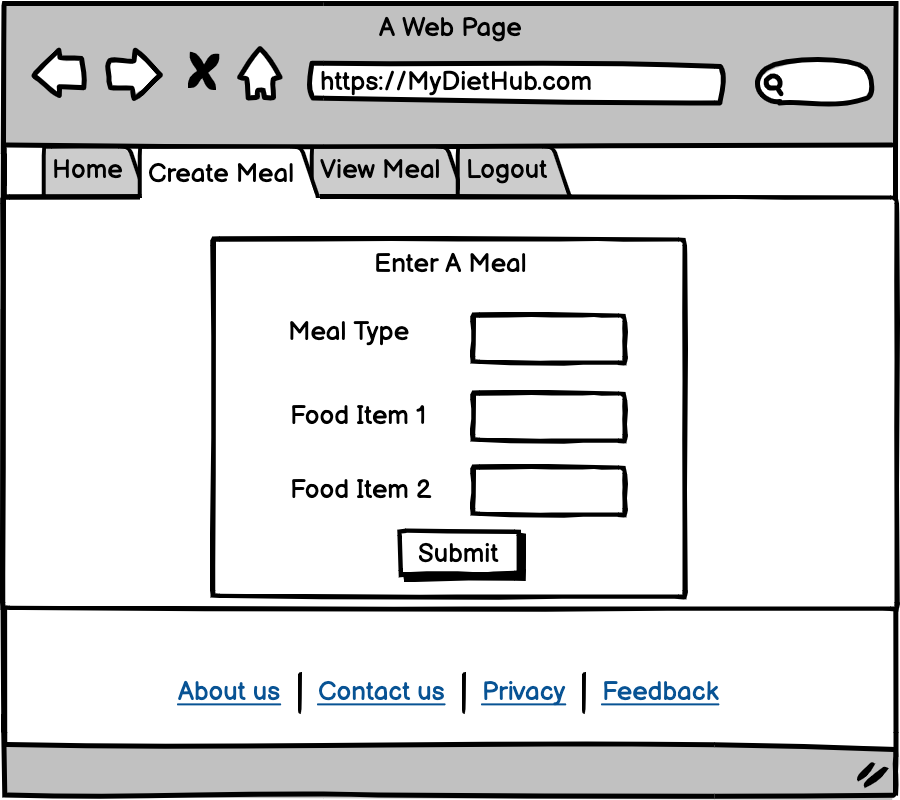 A Web Page
https://MyDietHub.com
Home Create Meal View Meal Logout
Enter A Meal
Meal Type
Food Item 1
Food Item 2
Submit
About us Contact us Privacy Feedback